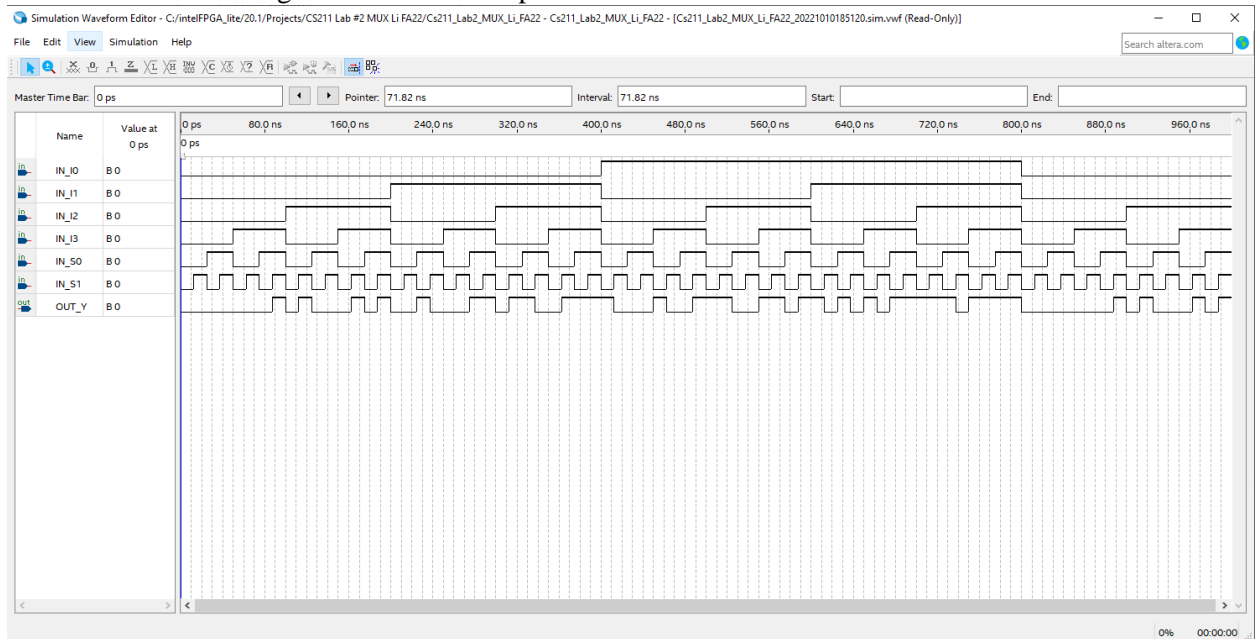 Simulation Waveform Editor - C:/intelFPGA_lite/20.1/Projects/CS211 Lab #2 MUX Li FA22/Cs211_Lab2_MUX_Li_FA22 - Cs211_Lab2_MUX_Li_FA22 - [Cs211_Lab2_MUX_Li_FA22_20221010185120.sim.vwf (Read-Only)]
File Edit View Simulation Help
Search altera.com
Master Time Bar: 0 ps Pointer: 71.82 ns Interval: 71.82 ns Start: End:
Name Value at 0 ps
0 ps 80.0 ns 160.0 ns 240.0 ns 320.0 ns 400.0 ns 480.0 ns 560.0 ns 640.0 ns 720.0 ns 800.0 ns 880.0 ns 960.0 ns
0 ps
in IN_I0 B 0
in IN_I1 B 0
in IN_I2 B 0
in IN_I3 B 0
in IN_S0 B 0
in IN_S1 B 0
out OUT_Y B 0
0% 00:00:00